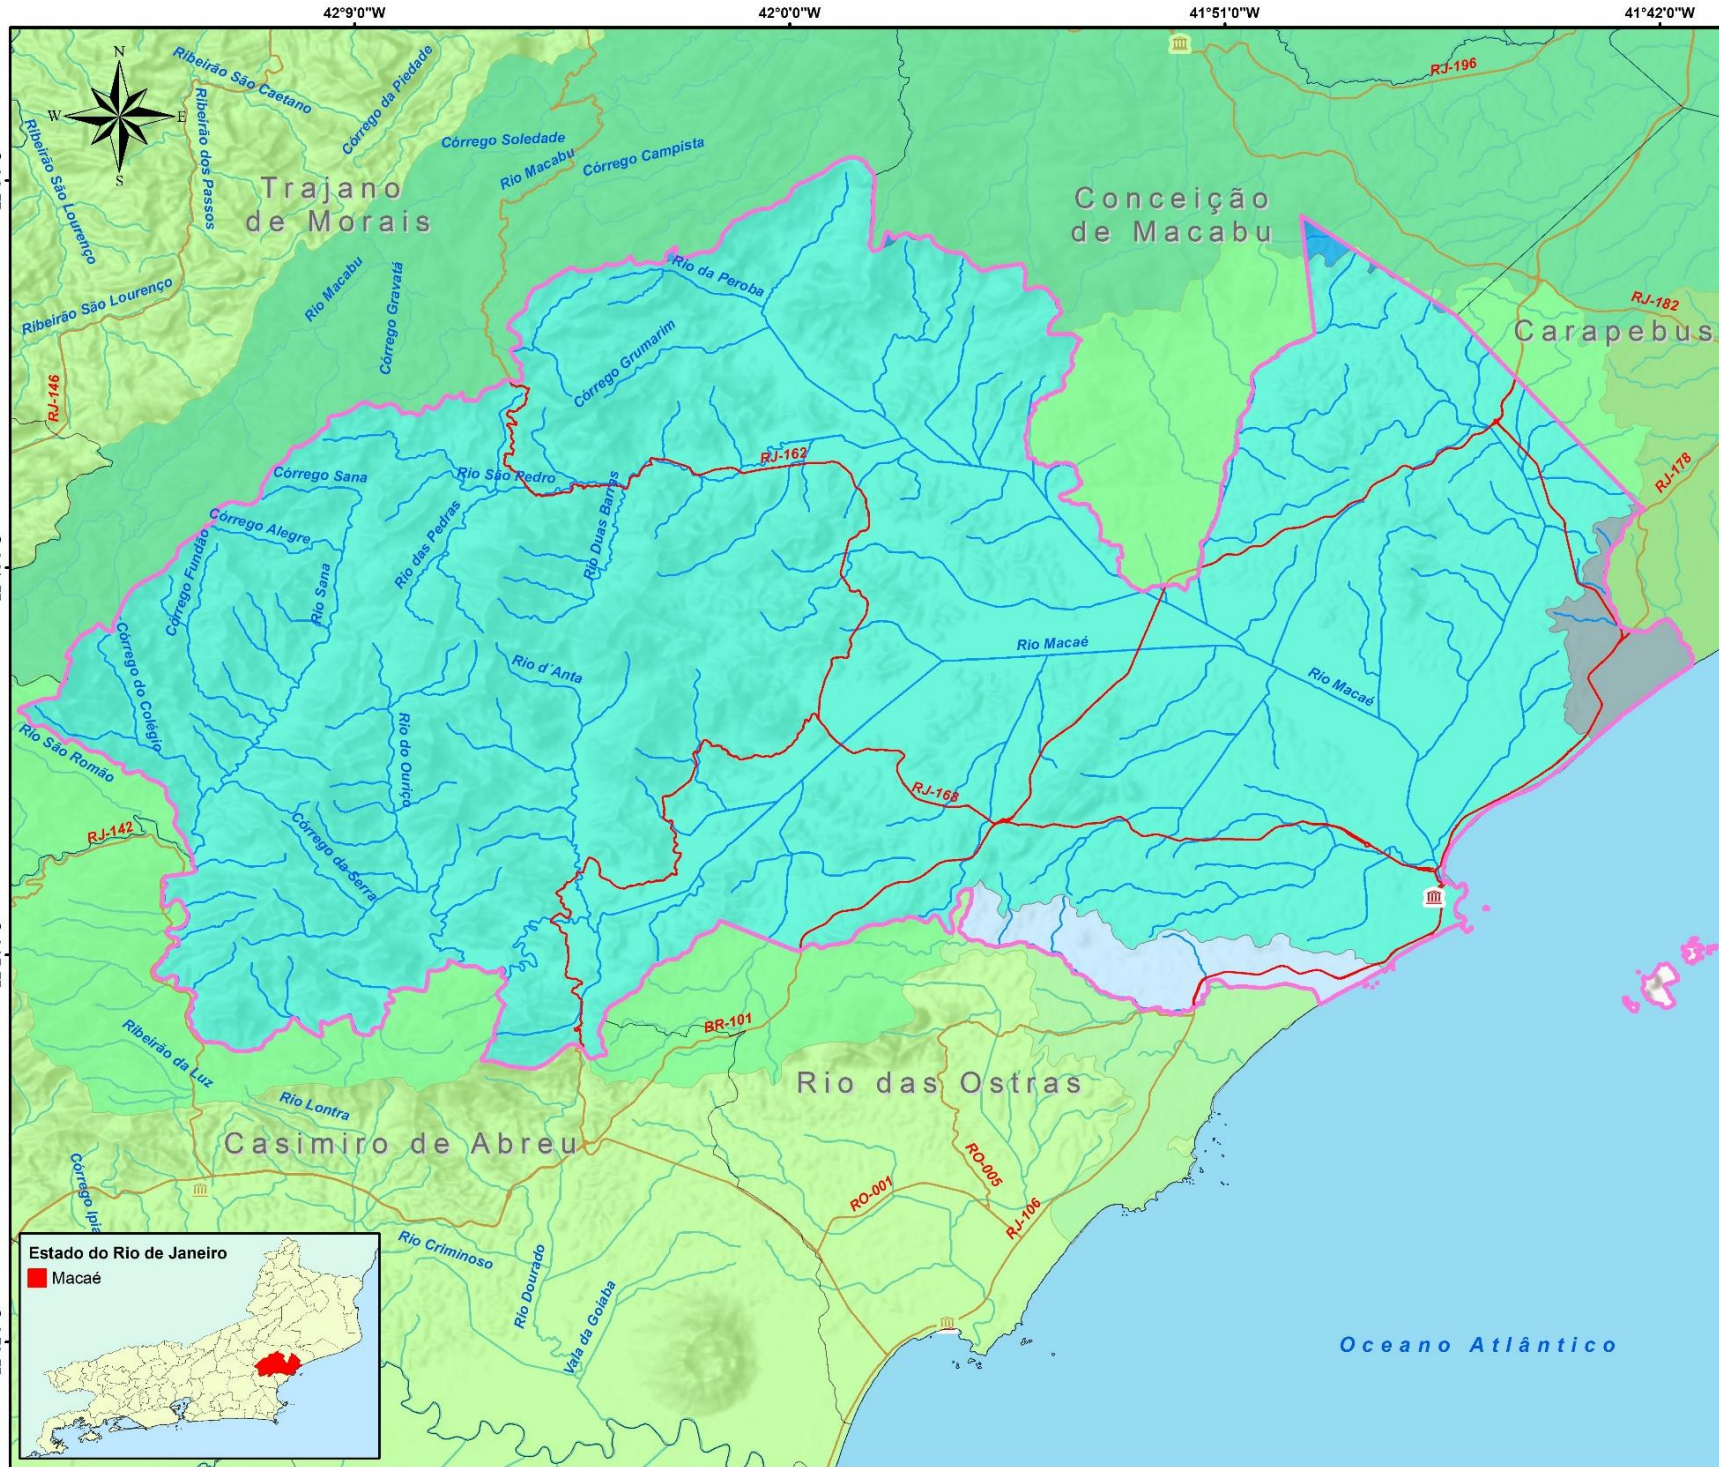 42°9'0"W
42°0'0"W
41°51'0"W
41°42'0"W
N
W
E
S
Ribeirão São Caetano
Córrego da Piedade
Ribeirão São Lourenço
Ribeirão dos Passos
Córrego Soledade
Rio Macabu
Córrego Campista
RJ-196
Trajano
de Morais
Conceição
de Macabu
Rio Macabu
Córrego Gravatá
Ribeirão São Lourenço
Rio da Peroba
RJ-182
Carapebus
Córrego Grumarim
RJ-146
RJ-162
RJ-178
Córrego Sana
Rio São Pedro
Córrego Alegre
Rio das Pedras
Rio Duas Barras
Córrego Fundão
Rio Sana
Córrego do Colégio
Rio d´Anta
Rio Macaé
Rio Macaé
Rio São Romão
Rio do Ouriço
RJ-168
RJ-142
Córrego da Serra
BR-101
Ribeirão da Luz
Rio Lontra
Rio das Ostras
Casimiro de Abreu
RO-005
RO-001
RJ-106
Córrego Ipia
Rio Criminoso
Rio Dourado
Vala da Goiaba
Oceano Atlântico
Estado do Rio de Janeiro
Macaé